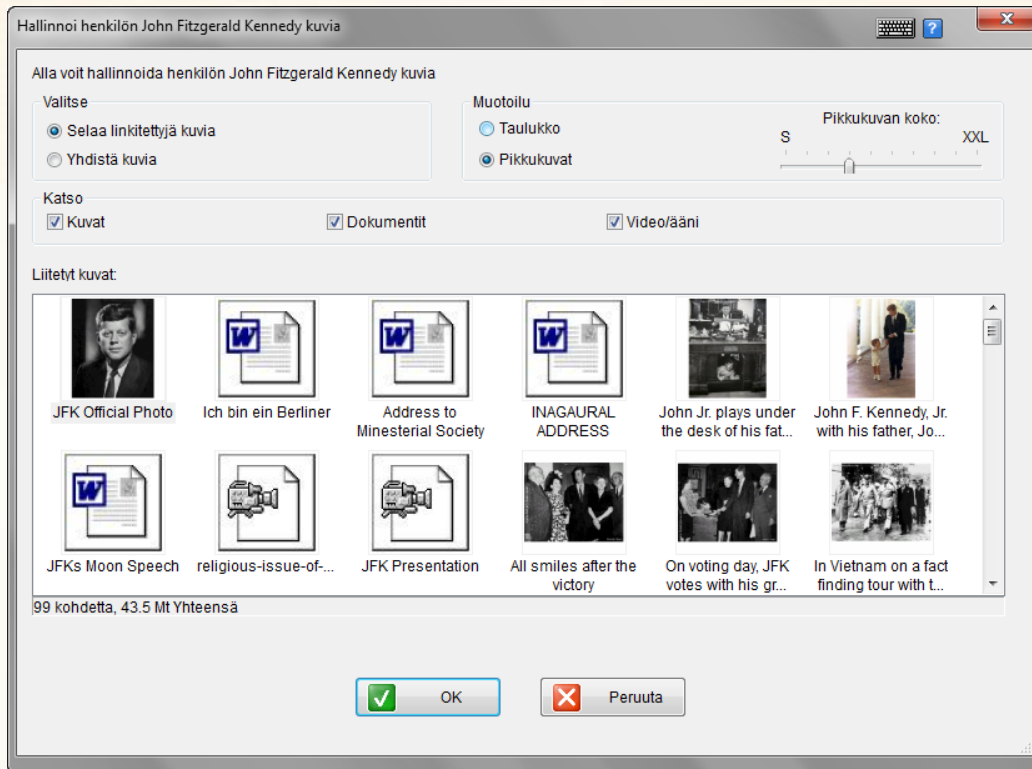 Hallinnoi henkilön John Fitzgerald Kennedy kuvia
?
X
Alla voit hallinnoida henkilön John Fitzgerald Kennedy kuvia
Valitse
Selaa linkitettyjä kuvia
Yhdistä kuvia
Muotoilu
Taulukko
Pikkukuvat
Pikkukuvan koko:
S
XXL
Katso
Kuvat
Dokumentit
Video/ääni
Liitetyt kuvat:
W
W
W
JFK Official Photo
Ich bin ein Berliner
Address to
Minesterial Society
INAGAURAL
ADDRESS
John Jr. plays under
the desk of his fat...
John F. Kennedy, Jr.
with his father, Jo...
W
JFKs Moon Speech
religious-issue-of-...
JFK Presentation
All smiles after the
victory
On voting day, JFK
votes with his gr...
In Vietnam on a fact
finding tour with t...
99 kohdetta, 43.5 Mt Yhteensä
OK
Peruuta